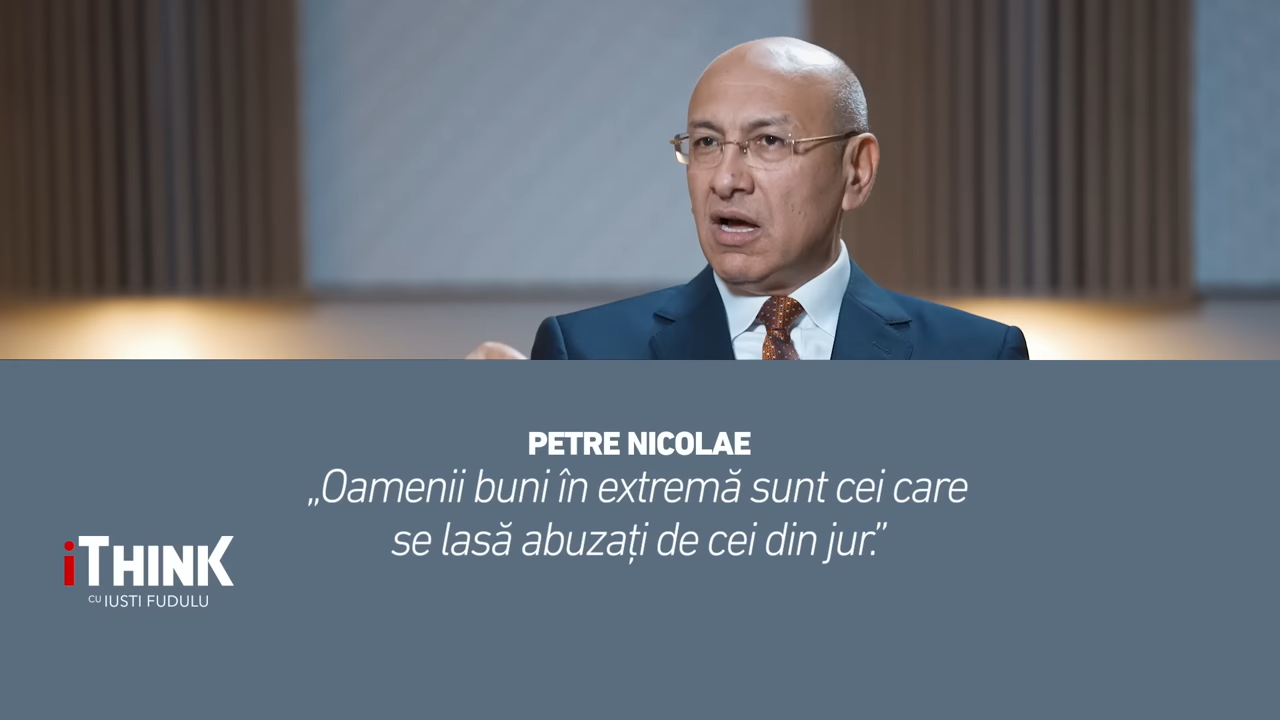 PETRE NICOLAE
„Oamenii buni în extremă sunt cei care
se lasă abuzați de cei din jur.”
iTHINK
CU IUSTI FUDULU